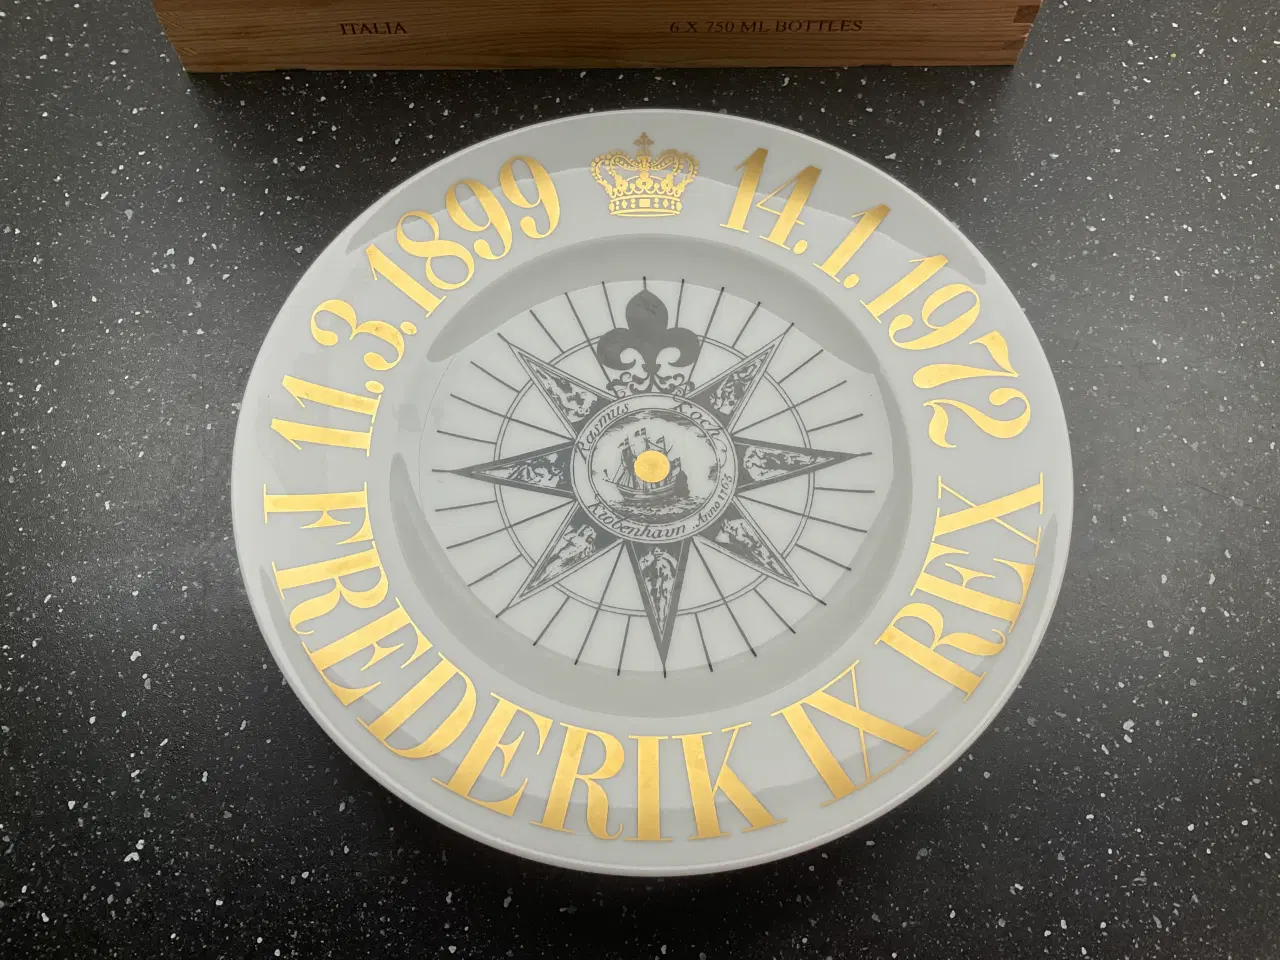 ITALIA
6 X 750 ML BOTTLES
11.3.1899
14.1.1972
FREDERIK IX REX
Rasmus Koch
Kiøbenhavn . Anno 1763